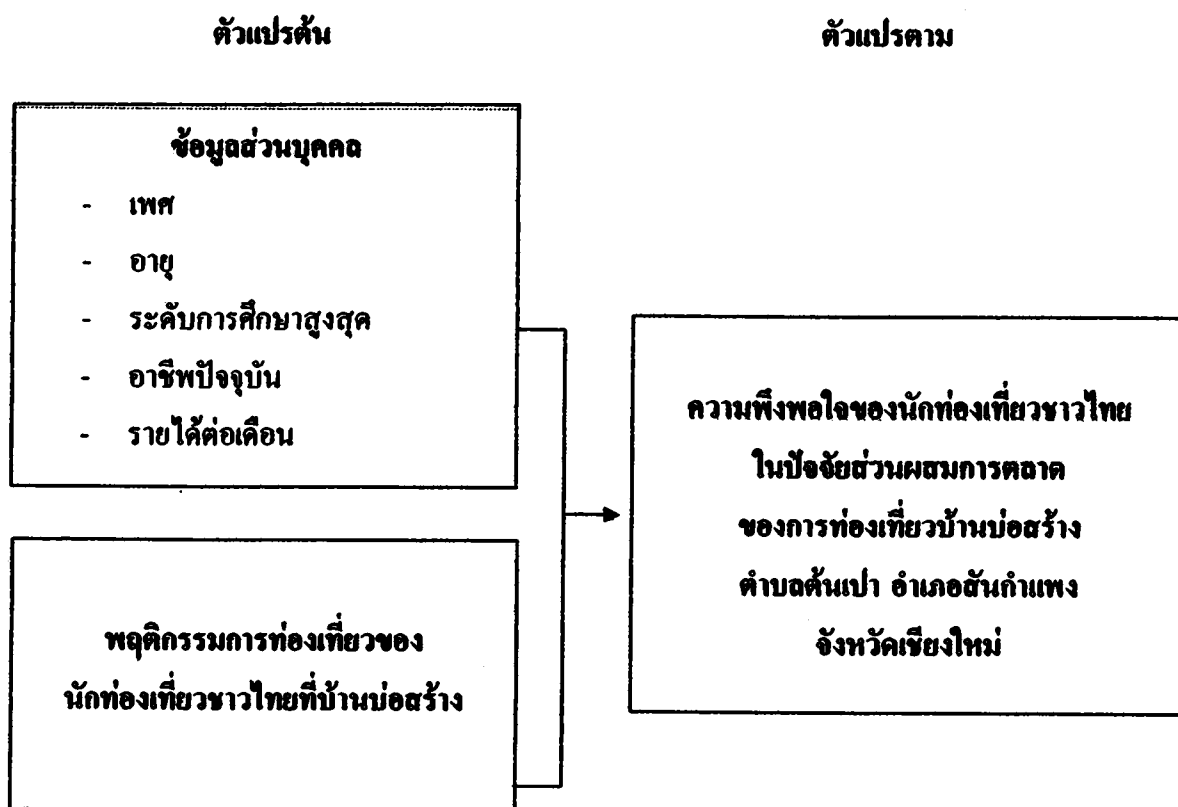 ตัวแปรต้น
ตัวแปรตาม
ข้อมูลส่วนบุคคล
- เพศ
- อายุ
- ระดับการศึกษาสูงสุด
- อาชีพปัจจุบัน
- รายได้ต่อเดือน
พฤติกรรมการท่องเที่ยวของ
นักท่องเที่ยวชาวไทยที่บ้านบ่อสร้าง
ความพึงพอใจของนักท่องเที่ยวชาวไทย
ในปัจจัยส่วนผสมการตลาด
ของการท่องเที่ยวบ้านบ่อสร้าง
ตำบลต้นเปา อำเภอสันกำแพง
จังหวัดเชียงใหม่